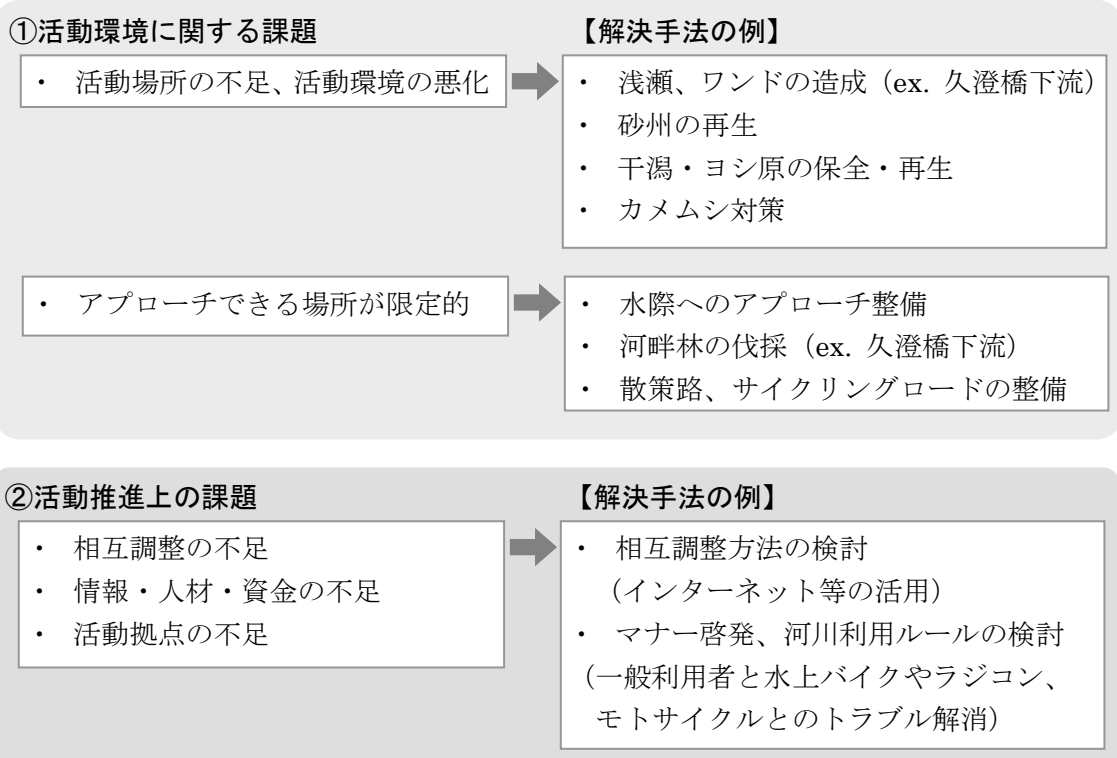 ①活動環境に関する課題
【解決手法の例】
・ 活動場所の不足、活動環境の悪化
・ 浅瀬、ワンドの造成（ex. 久澄橋下流）
・ 砂州の再生
・ 干潟・ヨシ原の保全・再生
・ カメムシ対策
・ アプローチできる場所が限定的
・ 水際へのアプローチ整備
・ 河畔林の伐採（ex. 久澄橋下流）
・ 散策路、サイクリングロードの整備
②活動推進上の課題
【解決手法の例】
・ 相互調整の不足
・ 情報・人材・資金の不足
・ 活動拠点の不足
・ 相互調整方法の検討
（インターネット等の活用）
・ マナー啓発、河川利用ルールの検討
（一般利用者と水上バイクやラジコン、
モトサイクルとのトラブル解消）